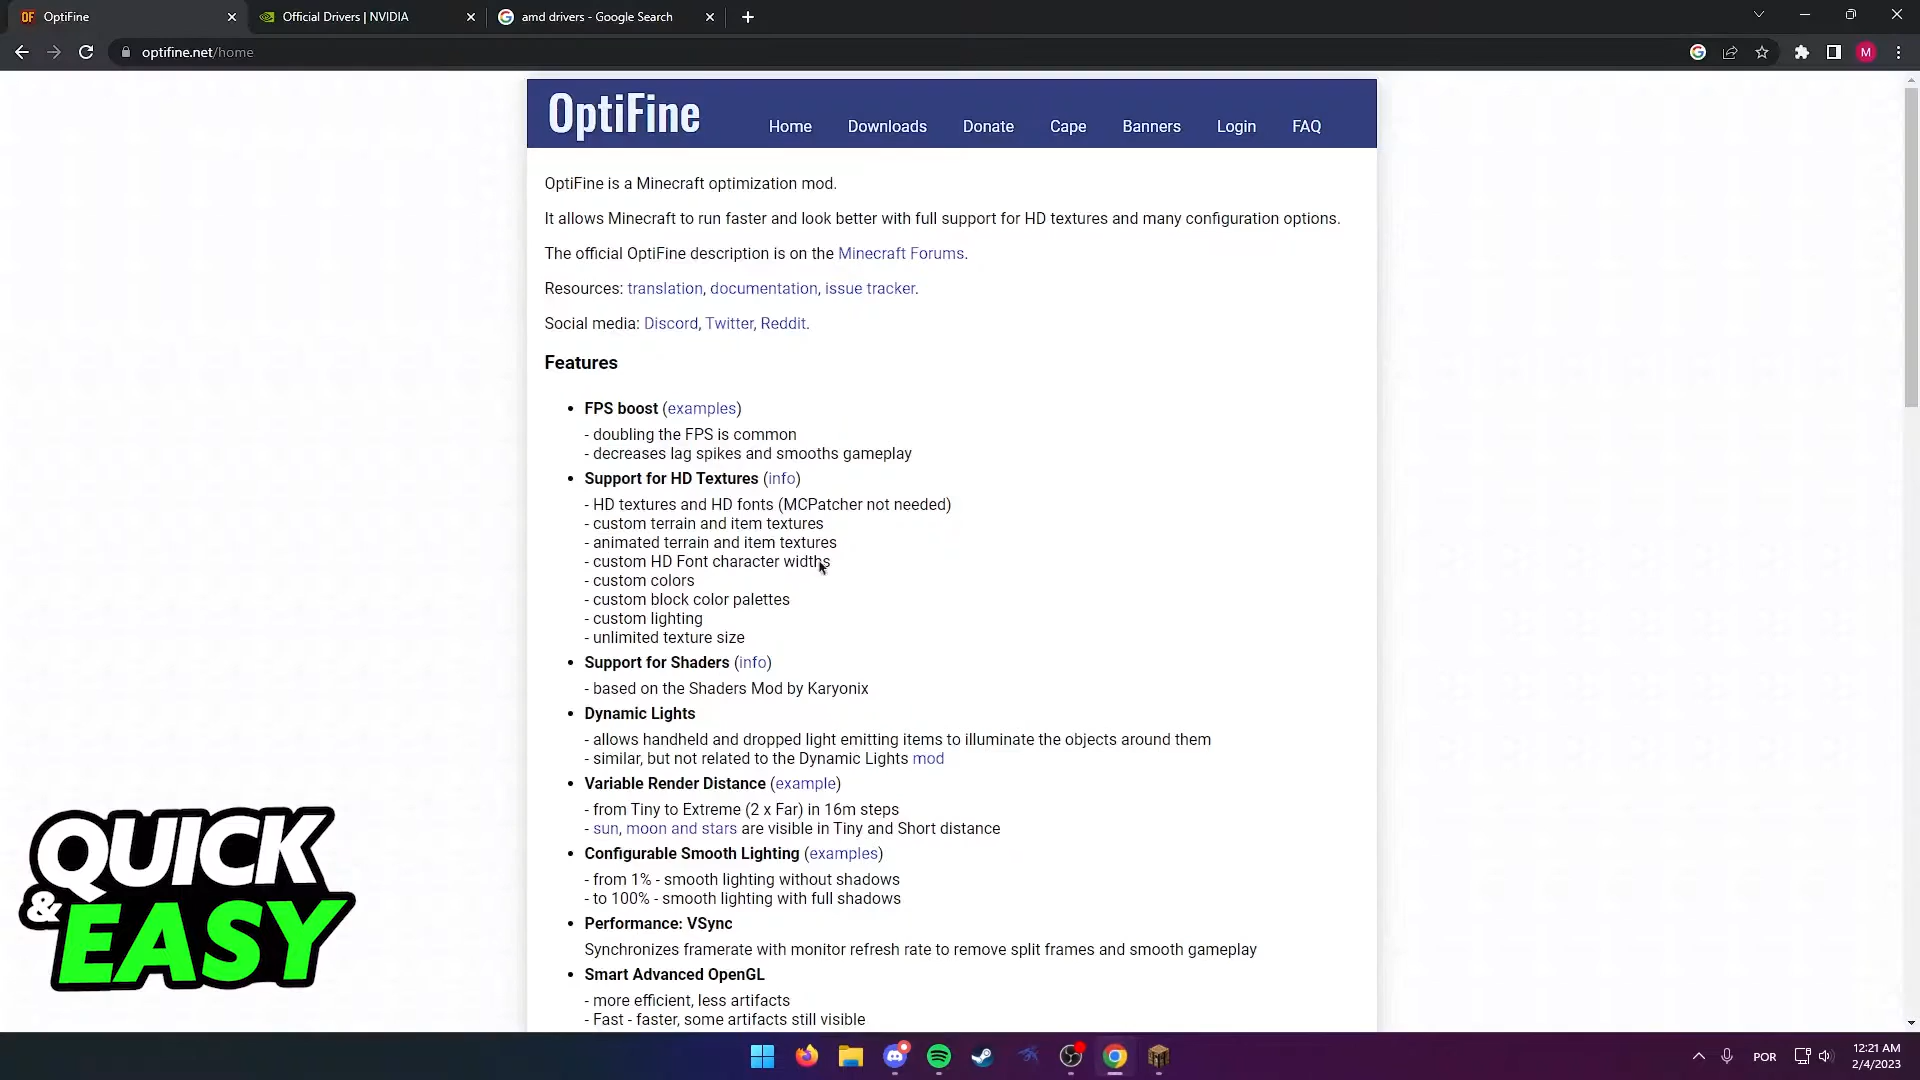 OptiFine
Official Drivers | NVIDIA
amd drivers - Google Search
optifine.net/home
M
OptiFine
Home Downloads Donate Cape Banners Login FAQ
OptiFine is a Minecraft optimization mod.
It allows Minecraft to run faster and look better with full support for HD textures and many configuration options.
The official OptiFine description is on the Minecraft Forums.
Resources: translation, documentation, issue tracker.
Social media: Discord, Twitter, Reddit.
Features
• FPS boost (examples)
- doubling the FPS is common
- decreases lag spikes and smooths gameplay
• Support for HD Textures (info)
- HD textures and HD fonts (MCPatcher not needed)
- custom terrain and item textures
- animated terrain and item textures
- custom HD Font character widths
- custom colors
- custom block color palettes
- custom lighting
- unlimited texture size
• Support for Shaders (info)
- based on the Shaders Mod by Karyonix
• Dynamic Lights
- allows handheld and dropped light emitting items to illuminate the objects around them
- similar, but not related to the Dynamic Lights mod
• Variable Render Distance (example)
- from Tiny to Extreme (2 x Far) in 16m steps
- sun, moon and stars are visible in Tiny and Short distance
• Configurable Smooth Lighting (examples)
- from 1% - smooth lighting without shadows
- to 100% - smooth lighting with full shadows
• Performance: VSync
Synchronizes framerate with monitor refresh rate to remove split frames and smooth gameplay
• Smart Advanced OpenGL
- more efficient, less artifacts
- Fast - faster, some artifacts still visible
QUICK
& EASY
POR
12:21 AM
2/4/2023